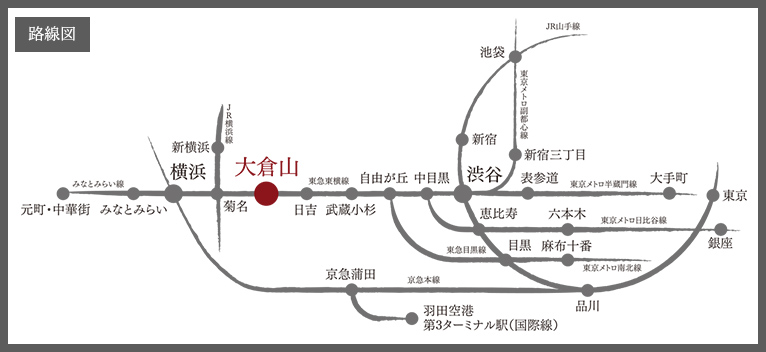 路線図
JR山手線
池袋
東京メトロ副都心線
JR横浜線
新横浜
新宿
新宿三丁目
横浜
大倉山
渋谷
みなとみらい線
東急東横線
自由が丘
中目黒
表参道
東京メトロ半蔵門線
大手町
元町・中華街
みなとみらい
菊名
日吉
武蔵小杉
東京
恵比寿
六本木
東京メトロ日比谷線
銀座
東急目黒線
目黒
麻布十番
東京メトロ南北線
京急蒲田
京急本線
品川
羽田空港
第3ターミナル駅(国際線)